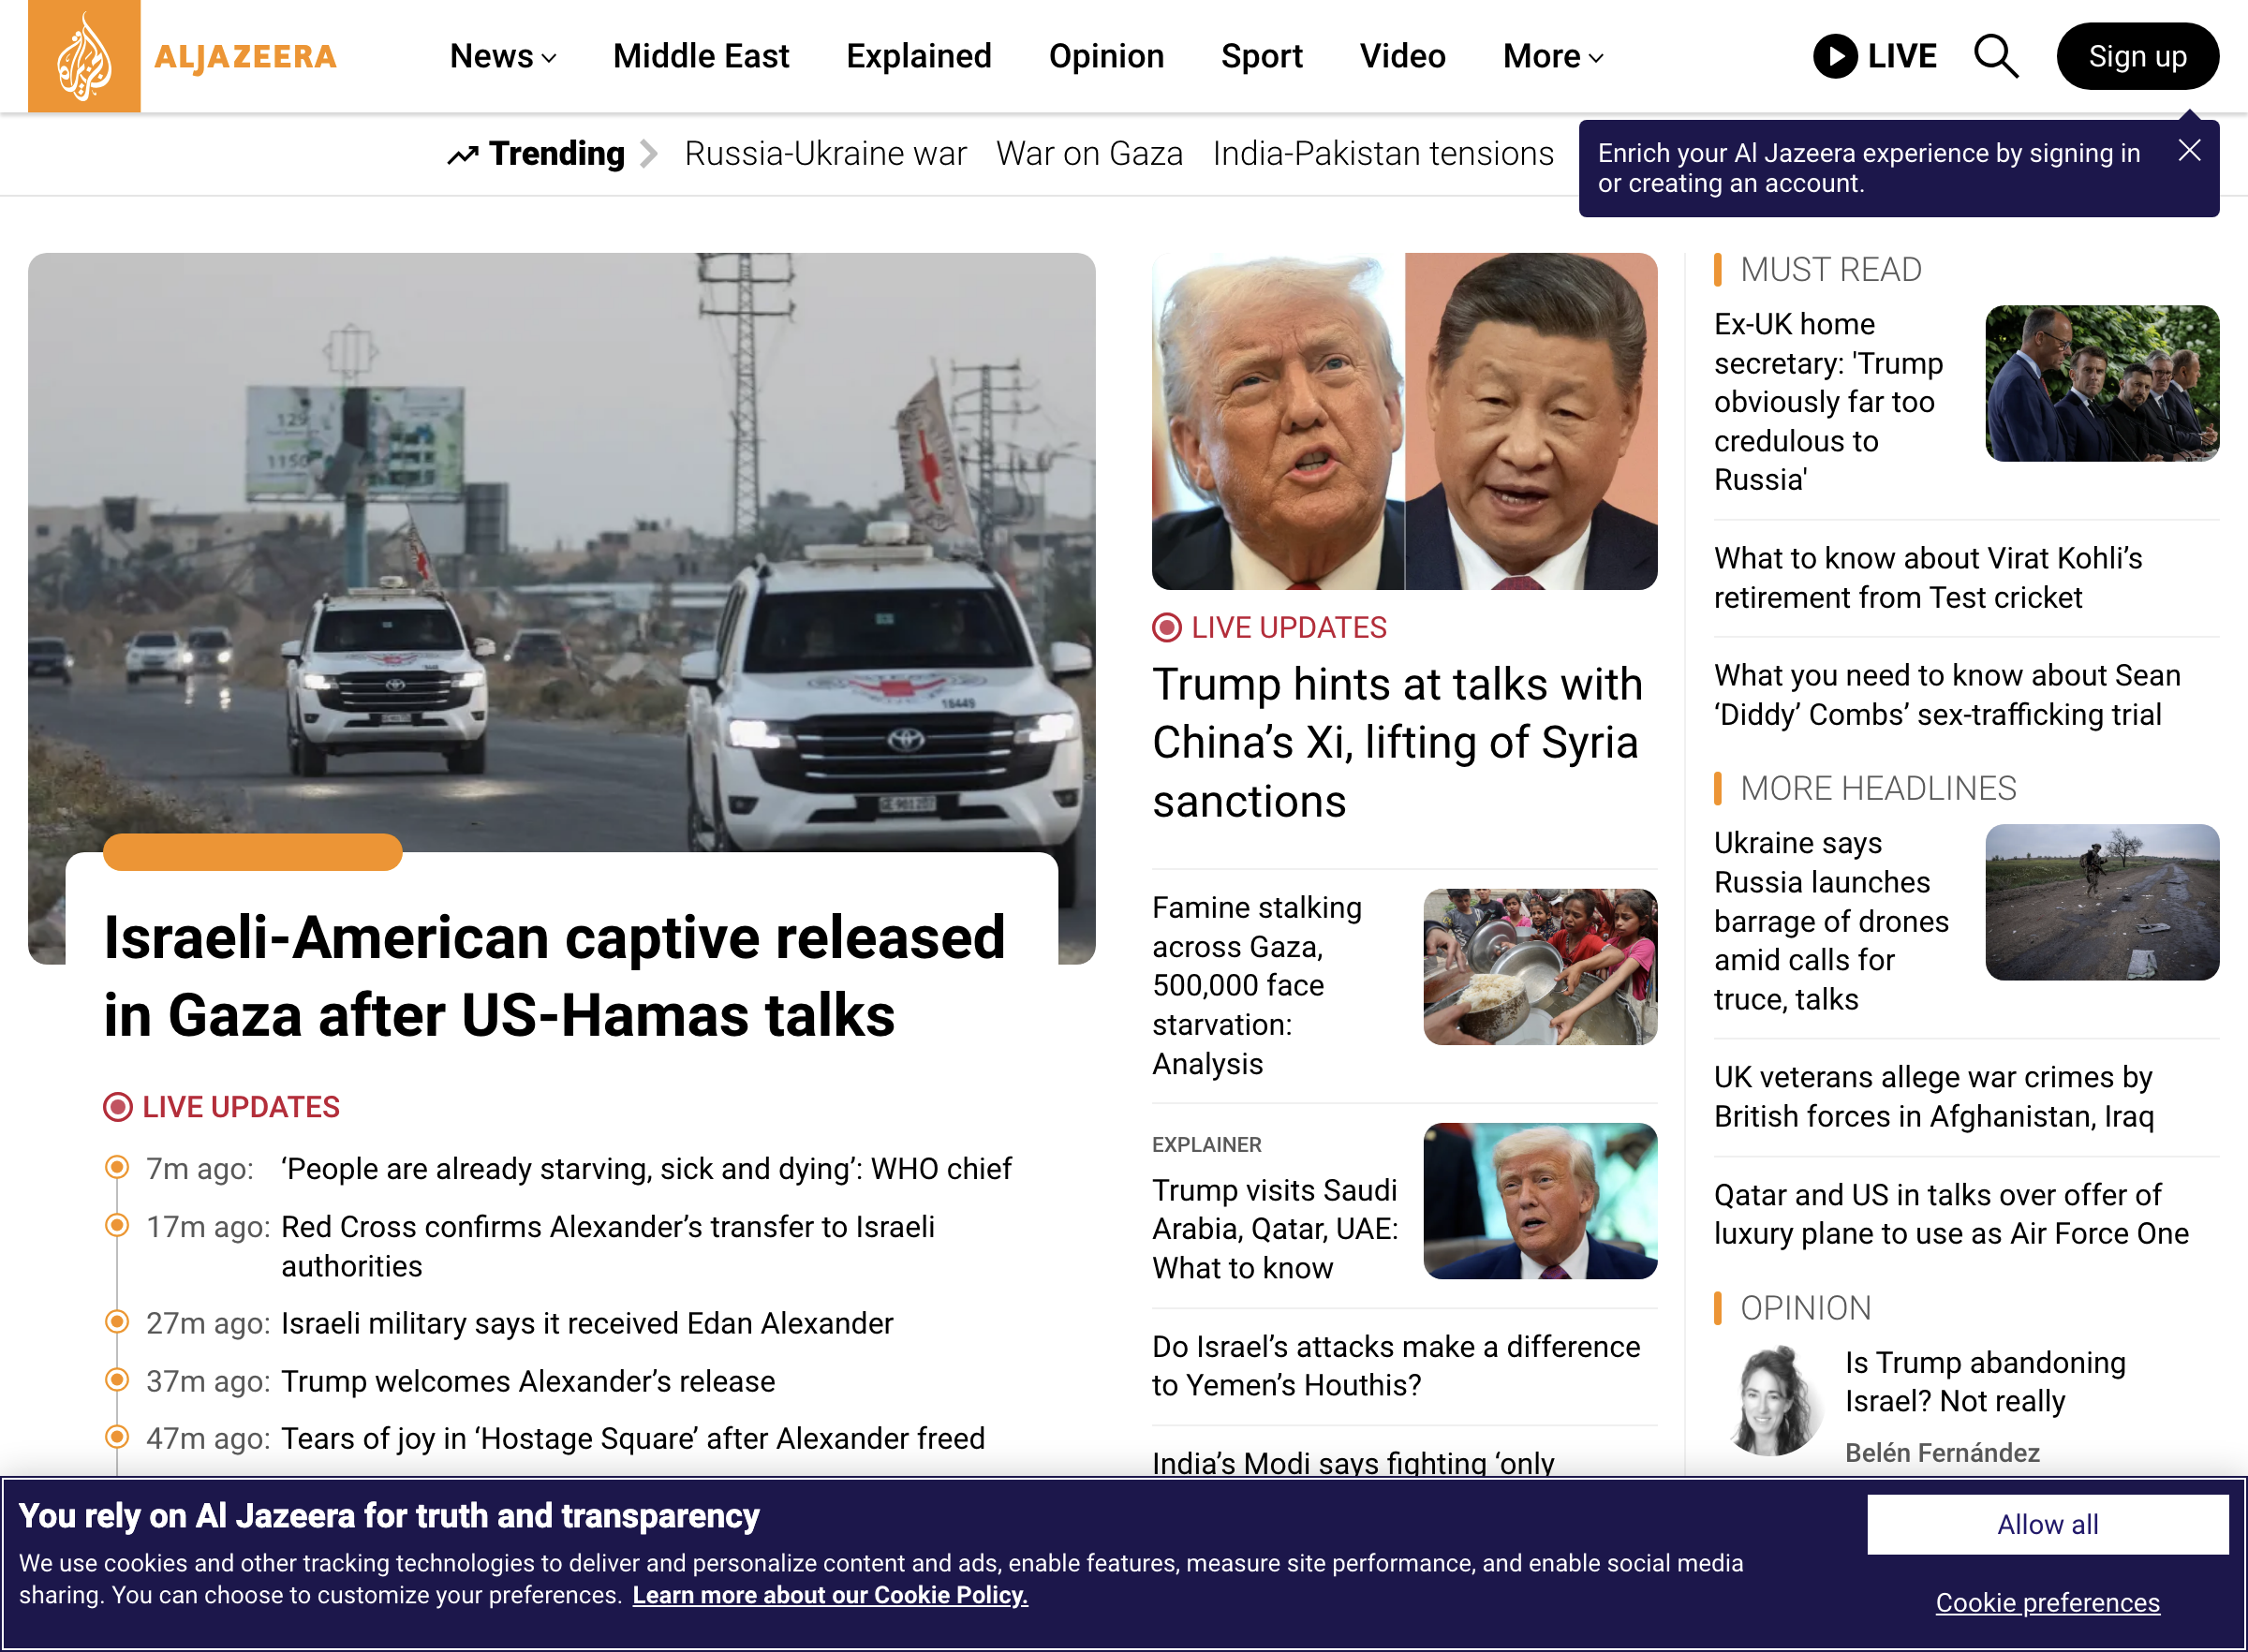 ALJAZEERA
News
Middle East
Explained
Opinion
Sport
Video
More
LIVE
Sign up
Trending
Russia-Ukraine war
War on Gaza
India-Pakistan tensions
Enrich your Al Jazeera experience by signing in
or creating an account.
Israeli-American captive released
in Gaza after US-Hamas talks
LIVE UPDATES
7m ago: ‘People are already starving, sick and dying’: WHO chief
17m ago: Red Cross confirms Alexander’s transfer to Israeli
authorities
27m ago: Israeli military says it received Edan Alexander
37m ago: Trump welcomes Alexander’s release
47m ago: Tears of joy in ‘Hostage Square’ after Alexander freed
LIVE UPDATES
Trump hints at talks with
China’s Xi, lifting of Syria
sanctions
Famine stalking
across Gaza,
500,000 face
starvation:
Analysis
EXPLAINER
Trump visits Saudi
Arabia, Qatar, UAE:
What to know
Do Israel’s attacks make a difference
to Yemen’s Houthis?
India’s Modi says fighting ‘only
MUST READ
Ex-UK home
secretary: 'Trump
obviously far too
credulous to
Russia'
What to know about Virat Kohli’s
retirement from Test cricket
What you need to know about Sean
‘Diddy’ Combs’ sex-trafficking trial
MORE HEADLINES
Ukraine says
Russia launches
barrage of drones
amid calls for
truce, talks
UK veterans allege war crimes by
British forces in Afghanistan, Iraq
Qatar and US in talks over offer of
luxury plane to use as Air Force One
OPINION
Is Trump abandoning
Israel? Not really
Belén Fernández
You rely on Al Jazeera for truth and transparency
We use cookies and other tracking technologies to deliver and personalize content and ads, enable features, measure site performance, and enable social media
sharing. You can choose to customize your preferences. Learn more about our Cookie Policy.
Allow all
Cookie preferences